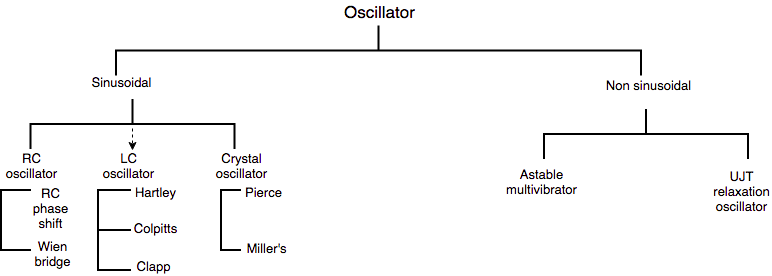 Oscillator
Sinusoidal
Non sinusoidal
RC
oscillator
LC
oscillator
Crystal
oscillator
Astable
multivibrator
UJT
relaxation
oscillator
RC
phase
shift
Wien
bridge
Hartley
Colpitts
Clapp
Pierce
Miller's